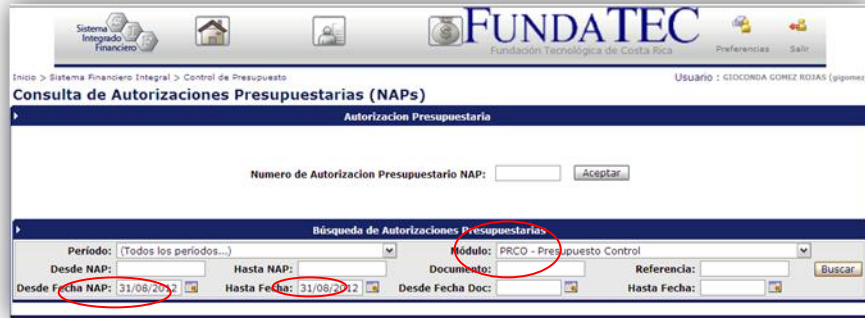 Sistema
Integrado
Financiero
FUNDATEC
Fundación Tecnológica de Costa Rica
Preferencias
Salir
Inicio > Sistema Financiero Integral > Control de Presupuesto
Usuario : GIOCONDA GOMEZ ROJAS (gigomez
Consulta de Autorizaciones Presupuestarias (NAPs)
Autorizacion Presupuestaria
Numero de Autorizacion Presupuestario NAP: Aceptar
Búsqueda de Autorizaciones Presupuestarias
Período: (Todos los períodos...) Módulo: PRCO - Presupuesto Control
Desde NAP: Hasta NAP: Documento: Referencia: Buscar
Desde Fecha NAP: 31/08/2012 Hasta Fecha: 31/08/2012 Desde Fecha Doc: Hasta Fecha: